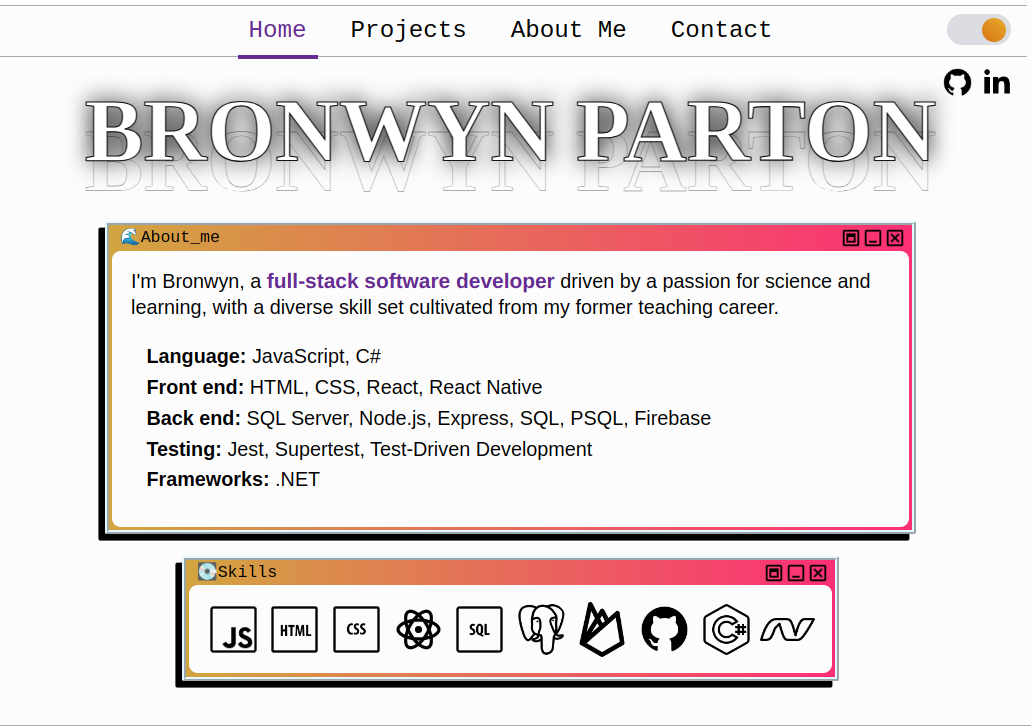 Home Projects About Me Contact
in
BRONWYN PARTON
About_me
I'm Bronwyn, a full-stack software developer driven by a passion for science and
learning, with a diverse skill set cultivated from my former teaching career.
Language: JavaScript, C#
Front end: HTML, CSS, React, React Native
Back end: SQL Server, Node.js, Express, SQL, PSQL, Firebase
Testing: Jest, Supertest, Test-Driven Development
Frameworks: .NET
Skills
JS HTML CSS SQL C#